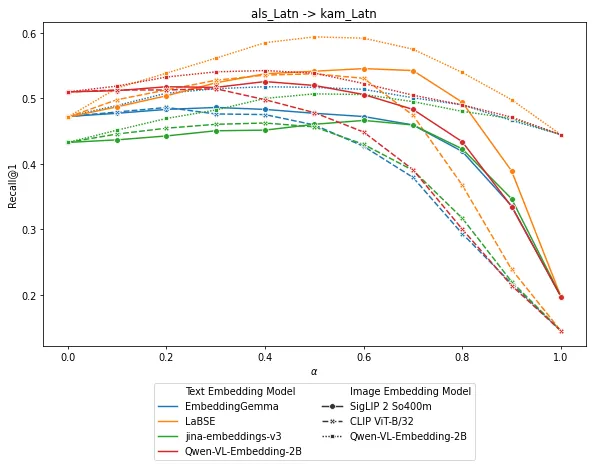 als_Latn -> kam_Latn
0.6
0.5
0.4
0.3
0.2
Recall@1
0.0
0.2
0.4
0.6
0.8
1.0
α
Text Embedding Model
EmbeddingGemma
LaBSE
jina-embeddings-v3
Qwen-VL-Embedding-2B
Image Embedding Model
SigLIP 2 So400m
CLIP ViT-B/32
Qwen-VL-Embedding-2B